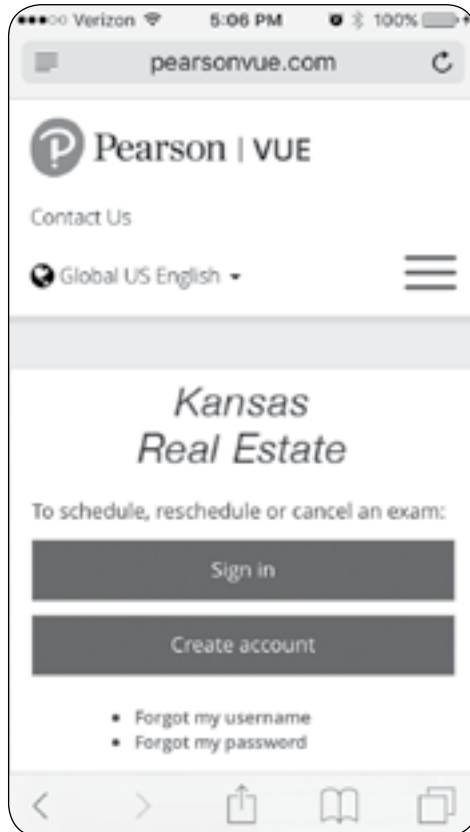 Verizon 5:06 PM 100%
pearsonvue.com
Pearson | VUE
Contact Us
Global US English
Kansas
Real Estate
To schedule, reschedule or cancel an exam:
Sign in
Create account
• Forgot my username
• Forgot my password